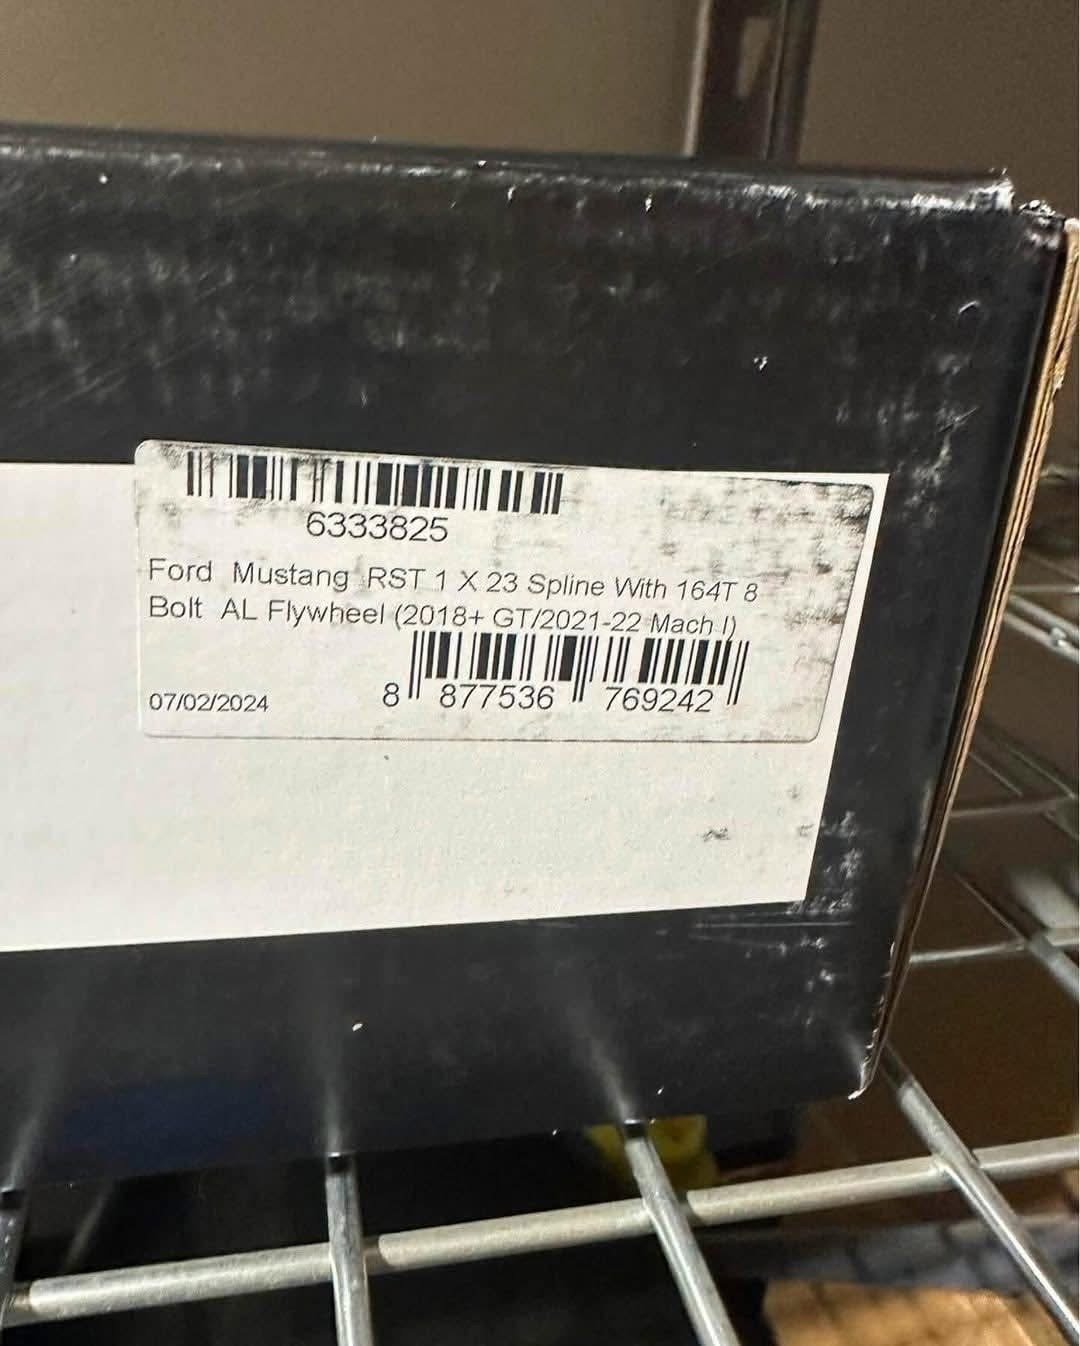 6333825
Ford Mustang RST 1 X 23 Spline With 164T 8
Bolt AL Flywheel (2018+ GT/2021-22 Mach I)
07/02/2024
8 877536 769242